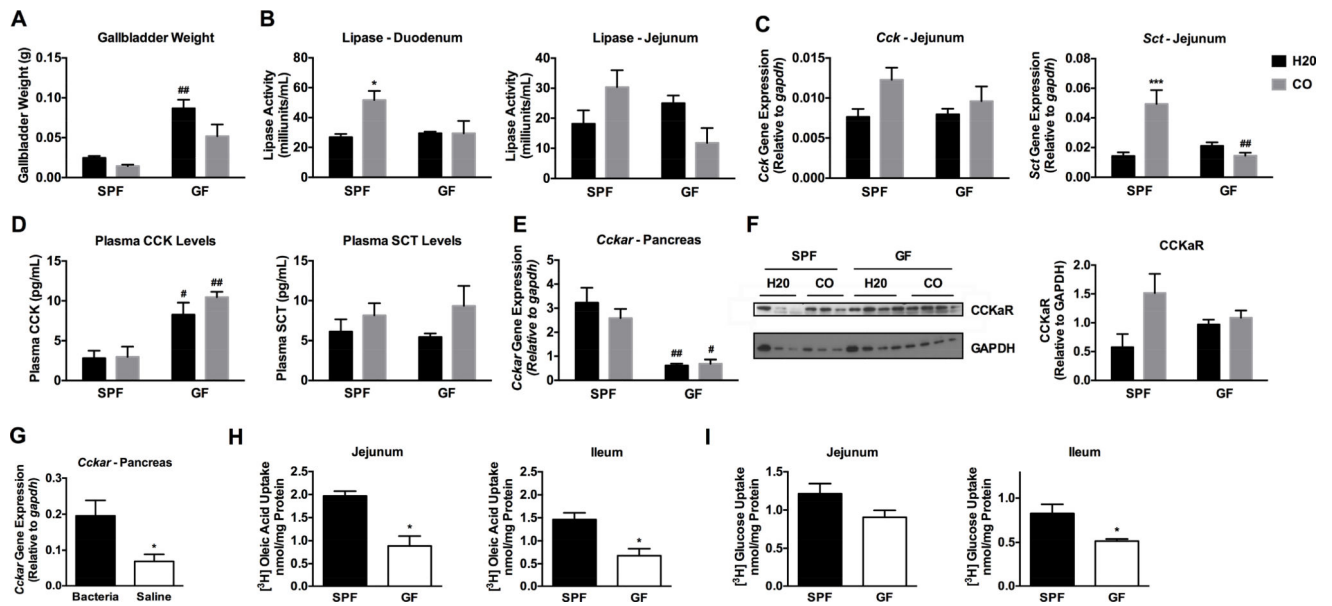 A
Gallbladder Weight
Gallbladder Weight (g)
0.15
0.10
0.05
0.00
##
SPF
GF
B
Lipase - Duodenum
Lipase Activity
(milliunits/mL)
80
60
40
20
0
*
SPF
GF
Lipase - Jejunum
Lipase Activity
(milliunits/mL)
40
30
20
10
0
SPF
GF
C
Cck - Jejunum
Cck Gene Expression
(Relative to gapdh)
0.015
0.010
0.005
0.000
SPF
GF
Sct - Jejunum
Sct Gene Expression
(Relative to gapdh)
0.08
0.06
0.04
0.02
0.00
***
##
SPF
GF
H20
CO
D
Plasma CCK Levels
Plasma CCK (pg/mL)
15
10
5
0
#
##
SPF
GF
Plasma SCT Levels
Plasma SCT (pg/mL)
15
10
5
0
SPF
GF
E
Cckar - Pancreas
Cckar Gene Expression
(Relative to gapdh)
5
4
3
2
1
0
##
#
SPF
GF
F
SPF
GF
H20
CO
H20
CO
CCKaR
GAPDH
CCKaR
CCKaR
(Relative to GAPDH)
2.0
1.5
1.0
0.5
0.0
SPF
GF
G
Cckar - Pancreas
Cckar Gene Expression
(Relative to gapdh)
0.3
0.2
0.1
0.0
*
Bacteria
Saline
H
Jejunum
[³H] Oleic Acid Uptake
nmol/mg Protein
2.5
2.0
1.5
1.0
0.5
0.0
*
SPF
GF
Ileum
[³H] Oleic Acid Uptake
nmol/mg Protein
2.0
1.5
1.0
0.5
0.0
*
SPF
GF
I
Jejunum
[³H] Glucose Uptake
nmol/mg Protein
1.5
1.0
0.5
0.0
SPF
GF
Ileum
[³H] Glucose Uptake
nmol/mg Protein
1.0
0.5
0.0
*
SPF
GF